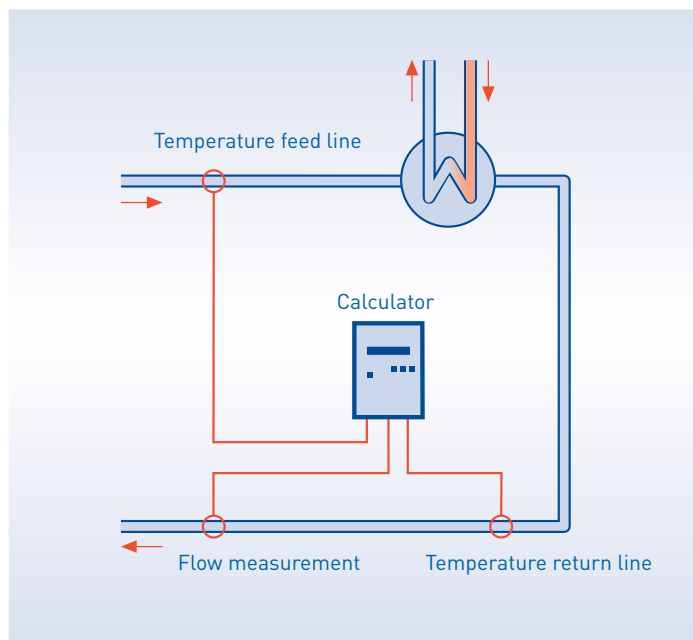 Temperature feed line
Calculator
Flow measurement
Temperature return line